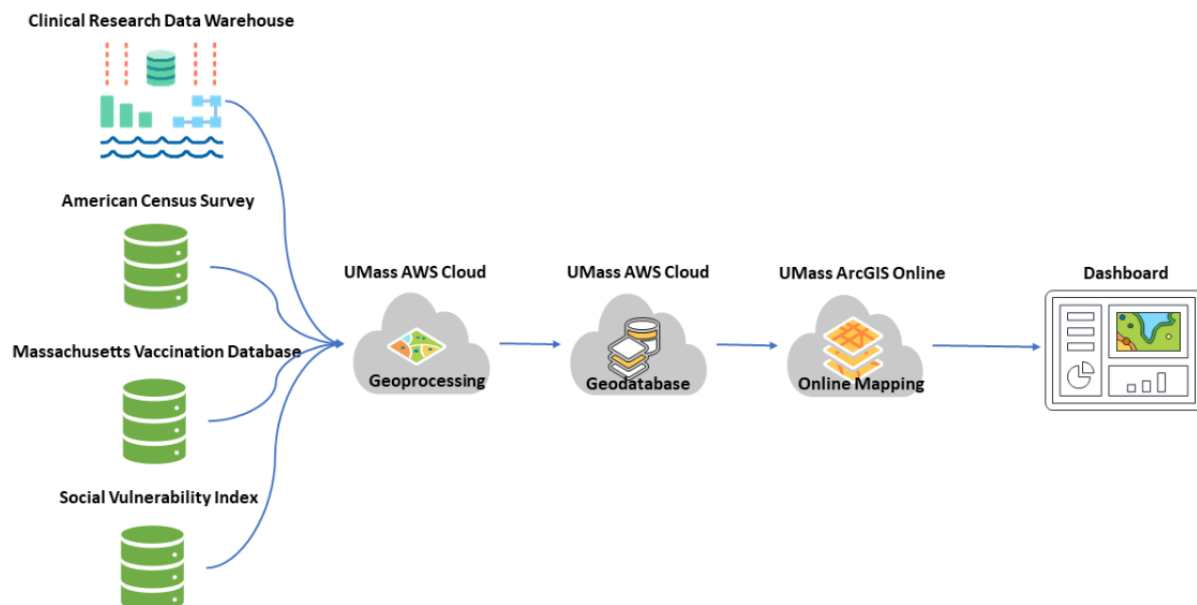 Clinical Research Data Warehouse
American Census Survey
Massachusetts Vaccination Database
Social Vulnerability Index
UMass AWS Cloud
Geoprocessing
UMass AWS Cloud
Geodatabase
UMass ArcGIS Online
Online Mapping
Dashboard